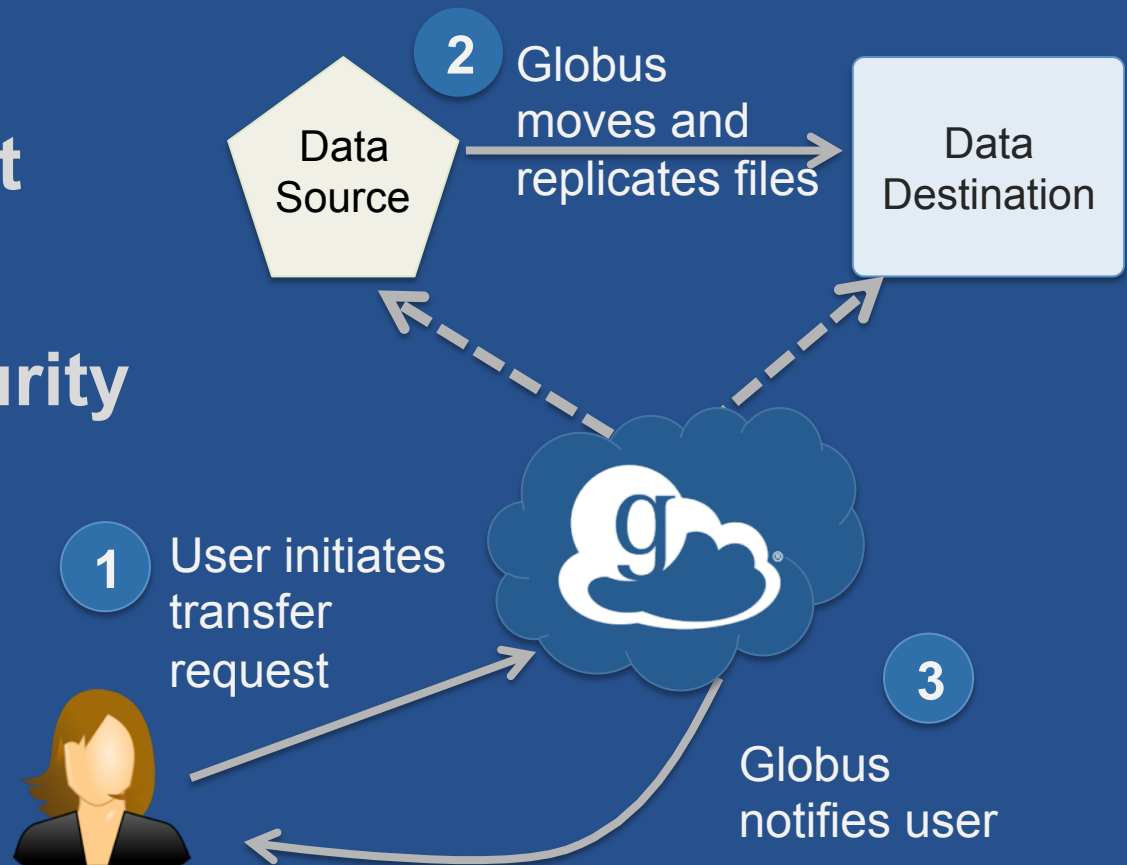 2
Globus
moves and
replicates files
Data
Source
Data
Destination
t
urity
1
User initiates
transfer
request
g
®
3
Globus
notifies user